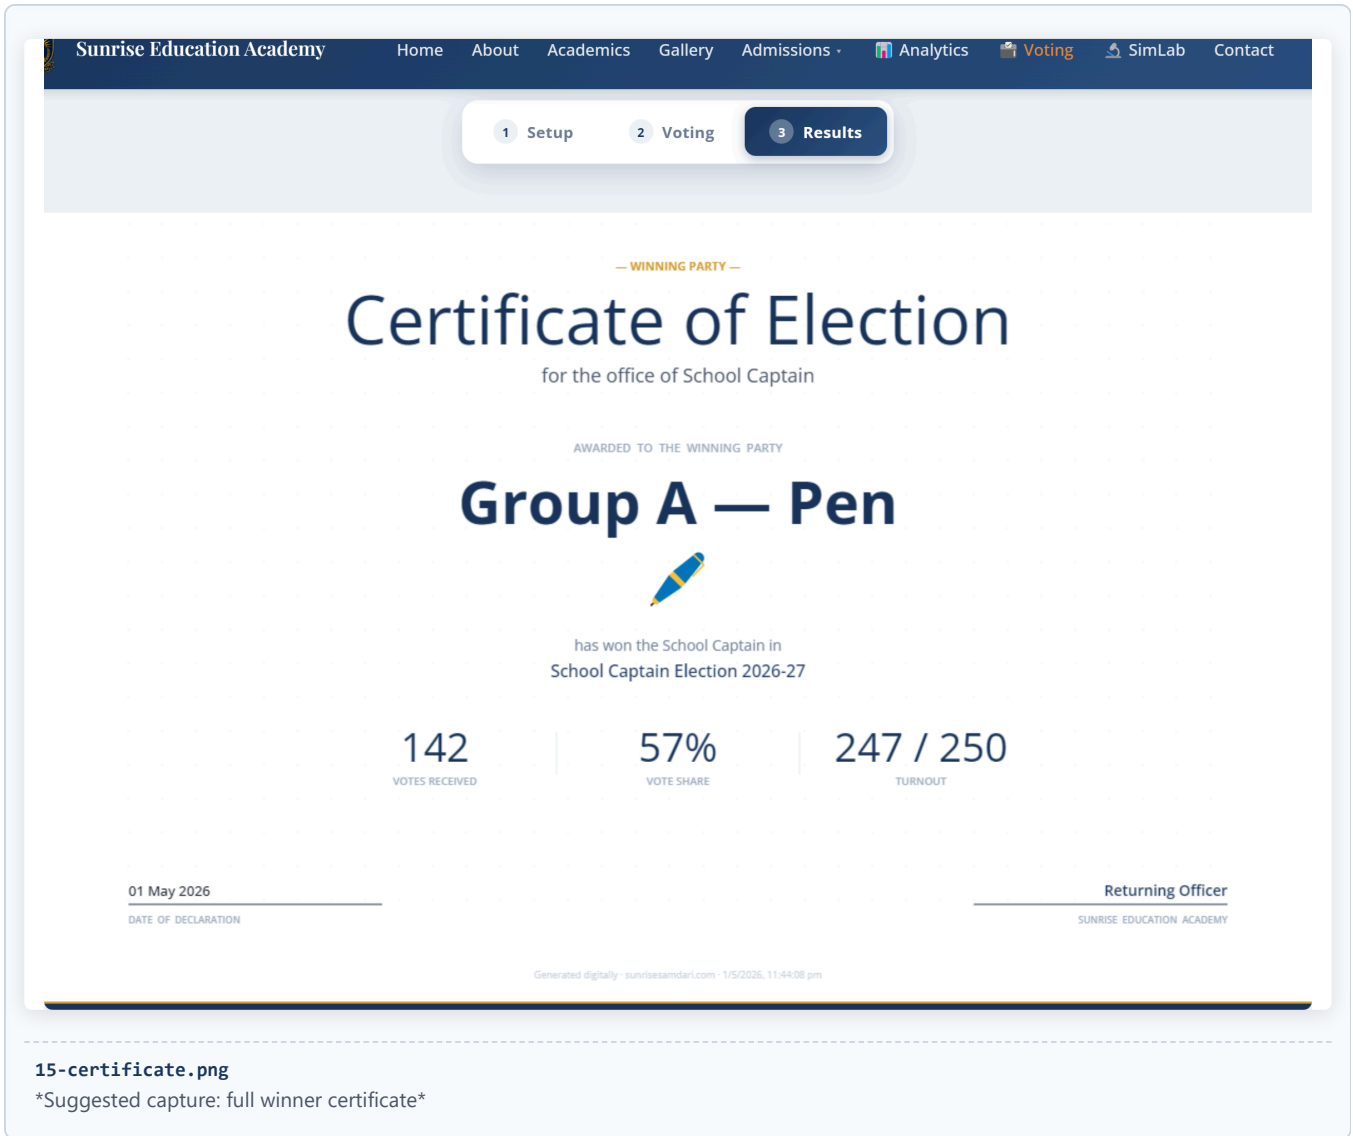 Sunrise Education Academy Home About Academics Gallery Admissions Analytics Voting SimLab Contact
1 Setup 2 Voting 3 Results
— WINNING PARTY —
Certificate of Election
for the office of School Captain
AWARDED TO THE WINNING PARTY
Group A — Pen
has won the School Captain in
School Captain Election 2026-27
142 57% 247 / 250
VOTES RECEIVED VOTE SHARE TURNOUT
01 May 2026 Returning Officer
DATE OF DECLARATION SUNRISE EDUCATION ACADEMY
Generated digitally · sunrisesamdari.com · 1/5/2026, 11:44:08 pm
15-certificate.png
*Suggested capture: full winner certificate*